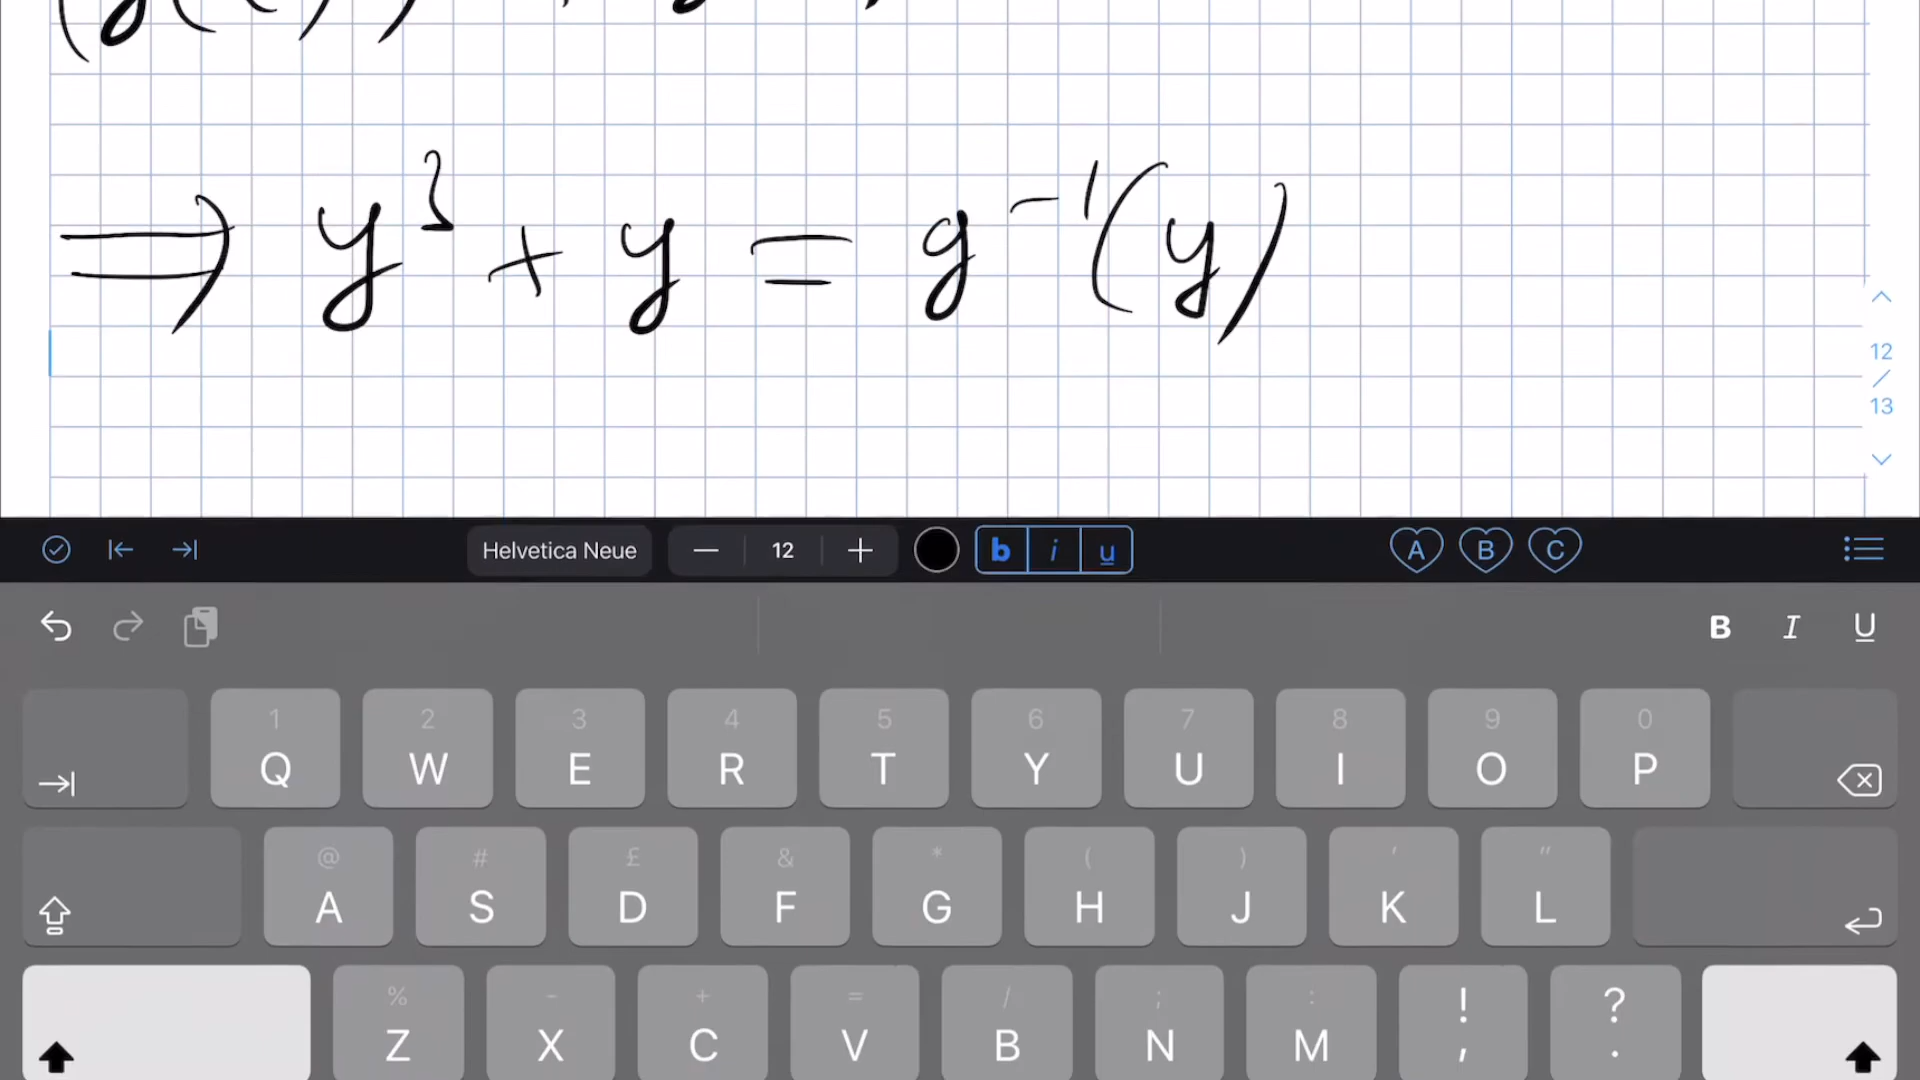 ⇒ y³ + y = g⁻¹(y)
12
/
13
Helvetica Neue — 12 + b i u A B C
B I U
1 2 3 4 5 6 7 8 9 0
Q W E R T Y U I O P
@ # £ & * ( ) ' "
A S D F G H J K L
% - + = / ; : ! ?
Z X C V B N M , .